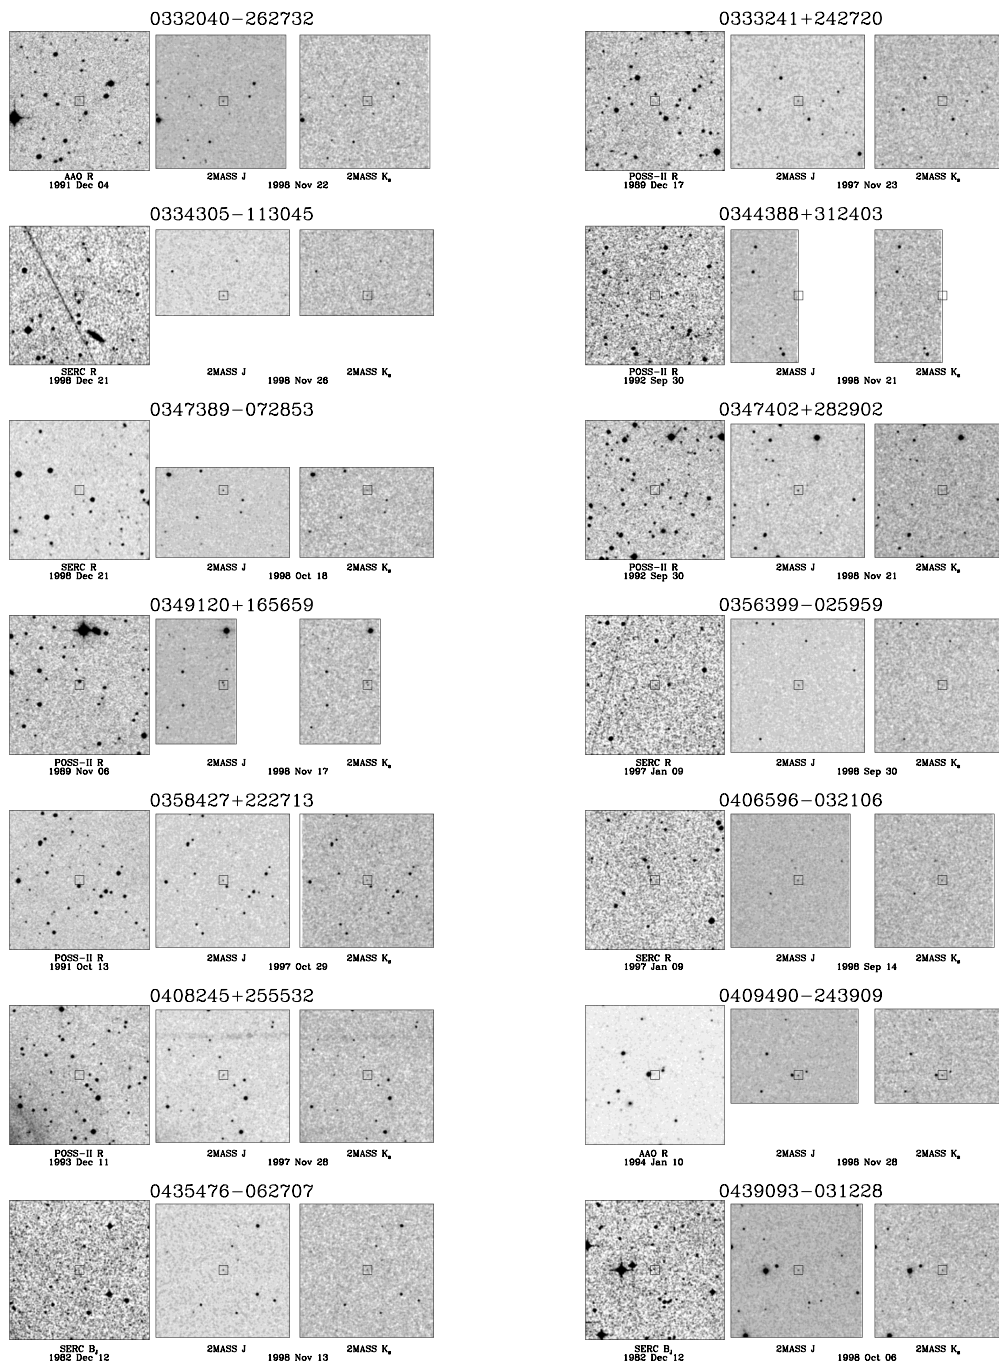 0332040−262732
0333241+242720
AAO R
1991 Dec 04
2MASS J
1998 Nov 22
2MASS Ks
POSS−II R
1989 Dec 17
2MASS J
1997 Nov 23
2MASS Ks
0334305−113045
0344388+312403
SERC R
1998 Dec 21
2MASS J
1998 Nov 26
2MASS Ks
POSS−II R
1992 Sep 30
2MASS J
1998 Nov 21
2MASS Ks
0347389−072853
0347402+282902
SERC R
1998 Dec 21
2MASS J
1998 Oct 18
2MASS Ks
POSS−II R
1992 Sep 30
2MASS J
1998 Nov 21
2MASS Ks
0349120+165659
0356399−025959
POSS−II R
1989 Nov 06
2MASS J
1998 Nov 17
2MASS Ks
SERC R
1997 Jan 09
2MASS J
1998 Sep 30
2MASS Ks
0358427+222713
0406596−032106
POSS−II R
1991 Oct 13
2MASS J
1997 Oct 29
2MASS Ks
SERC R
1997 Jan 09
2MASS J
1998 Sep 14
2MASS Ks
0408245+255532
0409490−243909
POSS−II R
1993 Dec 11
2MASS J
1997 Nov 28
2MASS Ks
AAO R
1994 Jan 10
2MASS J
1998 Nov 28
2MASS Ks
0435476−062707
0439093−031228
SERC BJ
1982 Dec 12
2MASS J
1998 Nov 13
2MASS Ks
SERC BJ
1982 Dec 12
2MASS J
1998 Oct 06
2MASS Ks